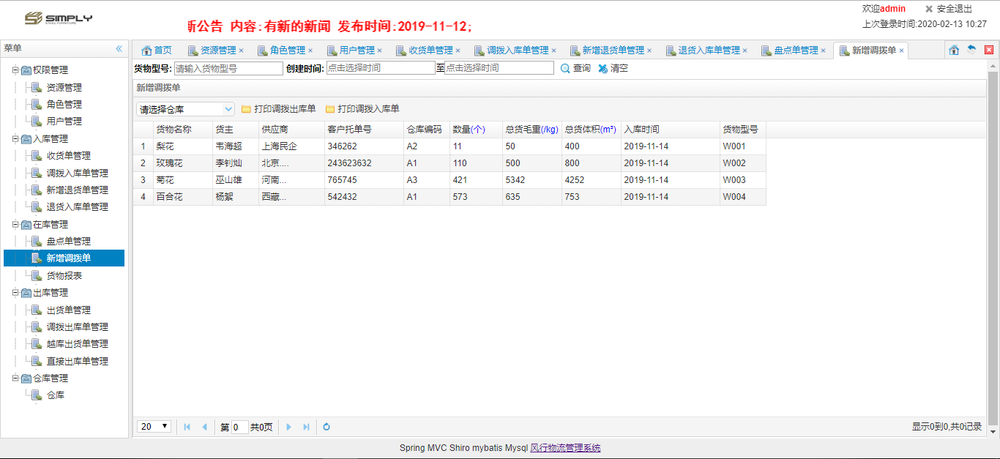 SIMPLY
STEEL FURNITURE
新公告 内容:有新的新闻 发布时间:2019-11-12;
欢迎admin 安全退出
上次登录时间:2020-02-13 10:27
菜单
权限管理
资源管理
角色管理
用户管理
入库管理
收货单管理
调拨入库单管理
新增退货单管理
退货入库单管理
在库管理
盘点单管理
新增调拨单
货物报表
出库管理
出货单管理
调拨出库单管理
越库出货单管理
直接出库单管理
仓库管理
仓库
首页 资源管理 角色管理 用户管理 收货单管理 调拨入库单管理 新增退货单管理 退货入库单管理 盘点单管理 新增调拨单
货物型号: 请输入货物型号 创建时间: 点击选择时间 至 点击选择时间 查询 清空
新增调拨单
请选择仓库 打印调拨出库单 打印调拨入库单
货物名称 货主 供应商 客户托单号 仓库编码 数量(个) 总货毛重(/kg) 总货体积(m³) 入库时间 货物型号
1 梨花 韦海超 上海民企 346262 A2 11 50 400 2019-11-14 W001
2 玫瑰花 李钊灿 北京.... 243623632 A1 110 500 800 2019-11-14 W002
3 菊花 巫山雄 河南... 765745 A3 421 5342 4252 2019-11-14 W003
4 百合花 杨絮 西藏... 542432 A1 573 635 753 2019-11-14 W004
20 第 0 共0页 显示0到0,共0记录
Spring MVC Shiro mybatis Mysql 风行物流管理系统